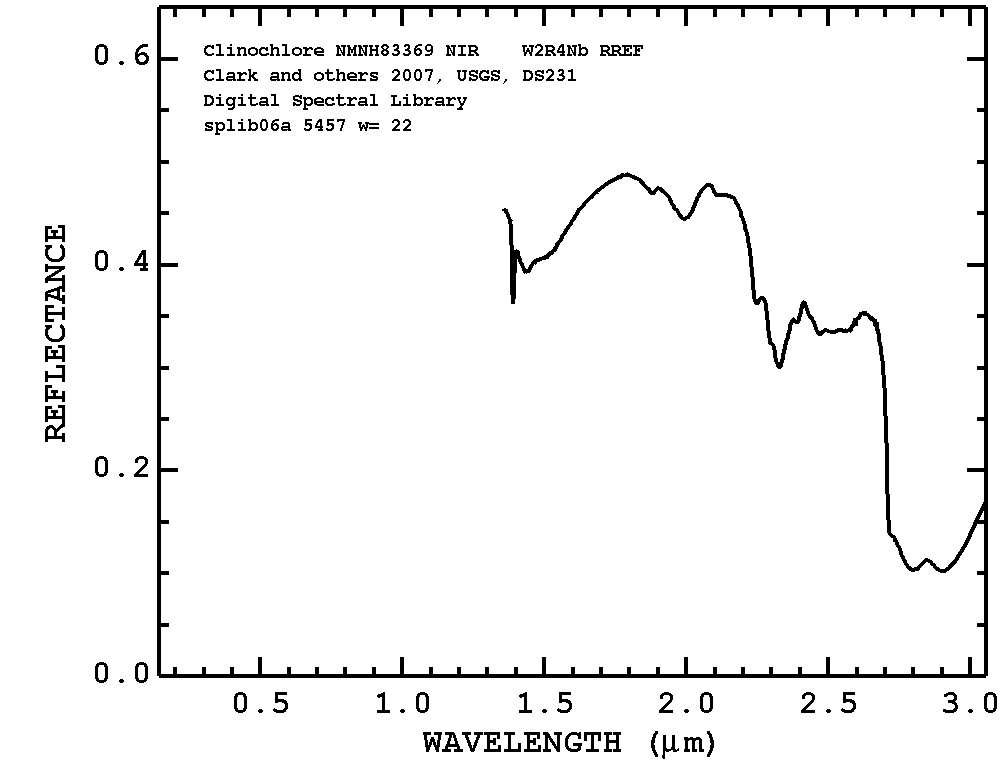 Clinochlore NMNH83369 NIR W2R4Nb RREF
Clark and others 2007, USGS, DS231
Digital Spectral Library
splib06a 5457 w= 22
0.6
0.4
0.2
0.0
REFLECTANCE
0.5 1.0 1.5 2.0 2.5 3.0
WAVELENGTH (μm)